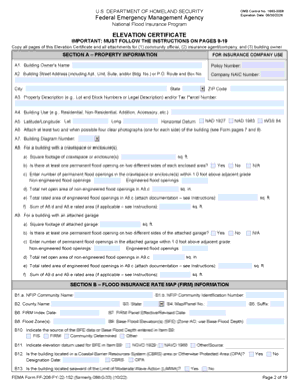 U.S. DEPARTMENT OF HOMELAND SECURITY
Federal Emergency Management Agency
National Flood Insurance Program
OMB Control No. 1660-0008
Expiration Date: 06/30/2026
ELEVATION CERTIFICATE
IMPORTANT: MUST FOLLOW THE INSTRUCTIONS ON PAGES 9-19
Copy all pages of this Elevation Certificate and all attachments for (1) community official, (2) insurance agent/company, and (3) building owner.
SECTION A – PROPERTY INFORMATION
FOR INSURANCE COMPANY USE
A1. Building Owner's Name
Policy Number:
A2. Building Street Address (including Apt., Unit, Suite, and/or Bldg. No.) or P.O. Route and Box No.
Company NAIC Number:
City
State
ZIP Code
A3. Property Description (e.g., Lot and Block Numbers or Legal Description) and/or Tax Parcel Number:
A4. Building Use (e.g., Residential, Non-Residential, Addition, Accessory, etc.):
A5. Latitude/Longitude: Lat. Long. Horizontal Datum: NAD 1927 NAD 1983 WGS 84
A6. Attach at least two and when possible four clear photographs (one for each side) of the building (see Form pages 7 and 8).
A7. Building Diagram Number:
A8. For a building with a crawlspace or enclosure(s):
a) Square footage of crawlspace or enclosure(s): sq. ft.
b) Is there at least one permanent flood opening on two different sides of each enclosed area? Yes No N/A
c) Enter number of permanent flood openings in the crawlspace or enclosure(s) within 1.0 foot above adjacent grade:
Non-engineered flood openings: Engineered flood openings:
d) Total net open area of non-engineered flood openings in A8.c: sq. in.
e) Total rated area of engineered flood openings in A8.c (attach documentation – see Instructions): sq. ft.
f) Sum of A8.d and A8.e rated area (if applicable – see Instructions): sq. ft.
A9. For a building with an attached garage:
a) Square footage of attached garage: sq. ft.
b) Is there at least one permanent flood opening on two different sides of the attached garage? Yes No N/A
c) Enter number of permanent flood openings in the attached garage within 1.0 foot above adjacent grade:
Non-engineered flood openings: Engineered flood openings:
d) Total net open area of non-engineered flood openings in A9.c: sq. in.
e) Total rated area of engineered flood openings in A9.c (attach documentation – see Instructions): sq. ft.
f) Sum of A9.d and A9.e rated area (if applicable – see Instructions): sq. ft.
SECTION B – FLOOD INSURANCE RATE MAP (FIRM) INFORMATION
B1.a. NFIP Community Name: B1.b. NFIP Community Identification Number:
B2. County Name: B3. State: B4. Map/Panel No.: B5. Suffix:
B6. FIRM Index Date: B7. FIRM Panel Effective/Revised Date:
B8. Flood Zone(s): B9. Base Flood Elevation(s) (BFE) (Zone AO, use Base Flood Depth):
B10. Indicate the source of the BFE data or Base Flood Depth entered in Item B9:
FIS FIRM Community Determined Other:
B11. Indicate elevation datum used for BFE in Item B9: NGVD 1929 NAVD 1988 Other/Source:
B12. Is the building located in a Coastal Barrier Resources System (CBRS) area or Otherwise Protected Area (OPA)? Yes No
Designation Date: CBRS OPA
B13. Is the building located seaward of the Limit of Moderate Wave Action (LiMWA)? Yes No
FEMA Form FF-206-FY-22-152 (formerly 086-0-33) (10/22)
Page 2 of 19